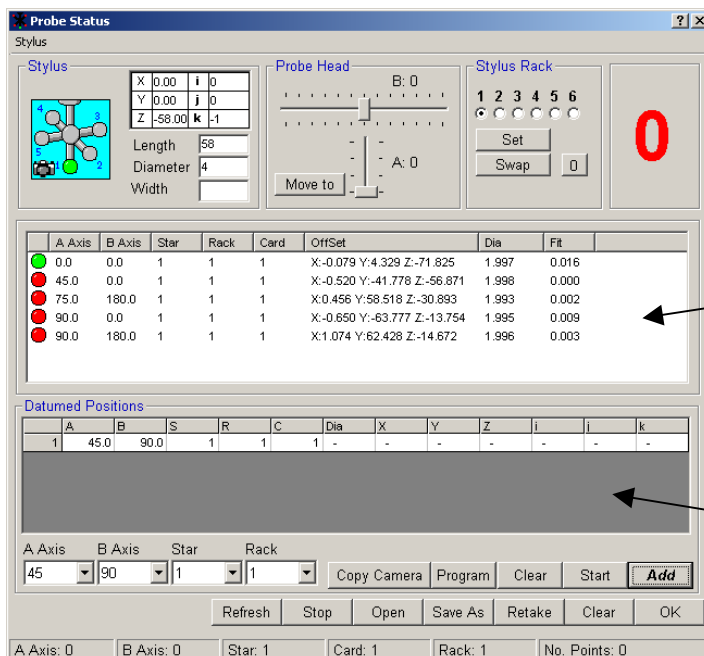 Probe Status
Stylus
Stylus
X 0.00 i 0
Y 0.00 j 0
Z -58.00 k -1
4 3 5 1 2
Length 58
Diameter 4
Width
Probe Head
B: 0
A: 0
Move to
Stylus Rack
1 2 3 4 5 6
Set
Swap 0
0
A Axis B Axis Star Rack Card OffSet Dia Fit
0.0 0.0 1 1 1 X:-0.079 Y:4.329 Z:-71.825 1.997 0.016
45.0 0.0 1 1 1 X:-0.520 Y:-41.778 Z:-56.871 1.998 0.000
75.0 180.0 1 1 1 X:0.456 Y:58.518 Z:-30.893 1.993 0.002
90.0 0.0 1 1 1 X:-0.650 Y:-63.777 Z:-13.754 1.995 0.009
90.0 180.0 1 1 1 X:1.074 Y:62.428 Z:-14.672 1.996 0.003
Datumed Positions
A B S R C Dia X Y Z i j k
1 45.0 90.0 1 1 1 - - - - - - -
A Axis B Axis Star Rack
45 90 1 1 Copy Camera Program Clear Start Add
Refresh Stop Open Save As Retake Clear OK
A Axis: 0 B Axis: 0 Star: 1 Card: 1 Rack: 1 No. Points: 0